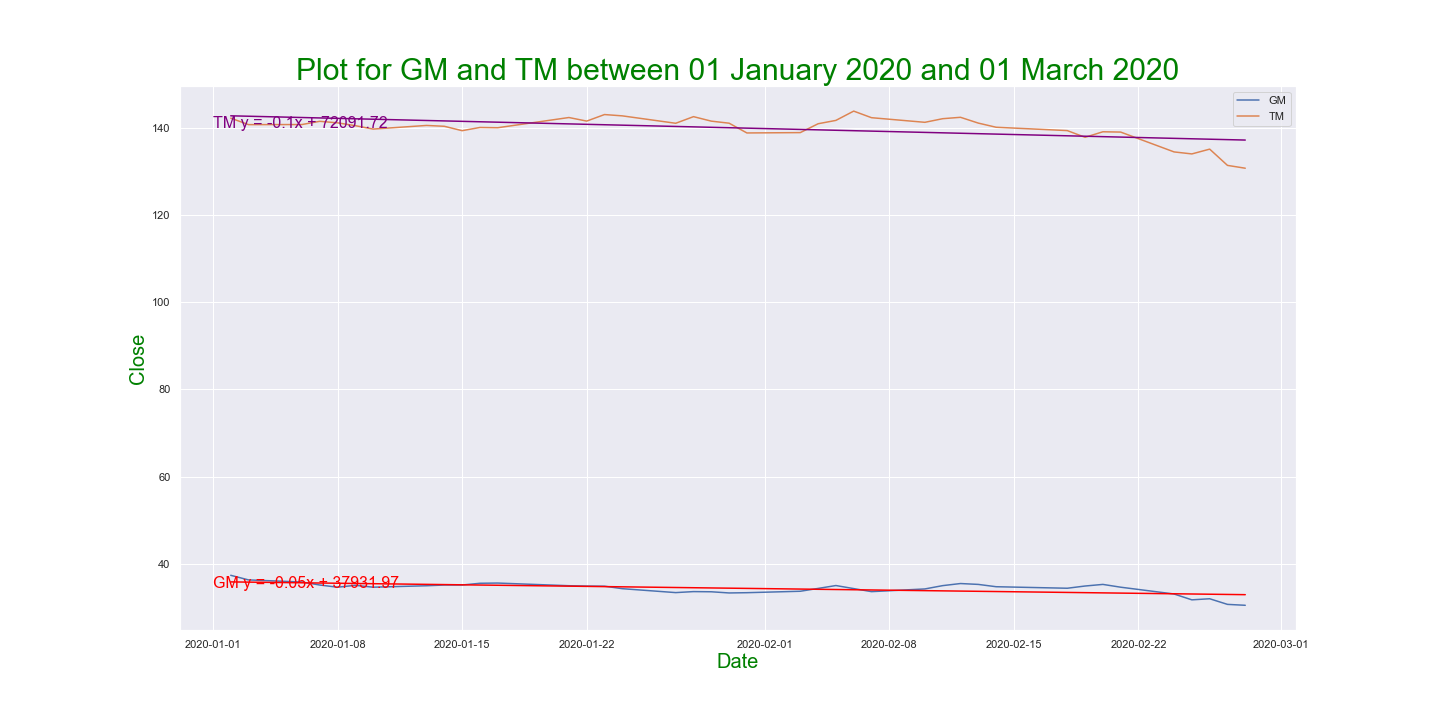 Plot for GM and TM between 01 January 2020 and 01 March 2020
GM
TM
TM y = -0.1x + 72091.72
140
120
100
80
60
40
Close
GM y = -0.05x + 37931.97
2020-01-01 2020-01-08 2020-01-15 2020-01-22 2020-02-01 2020-02-08 2020-02-15 2020-02-22 2020-03-01
Date